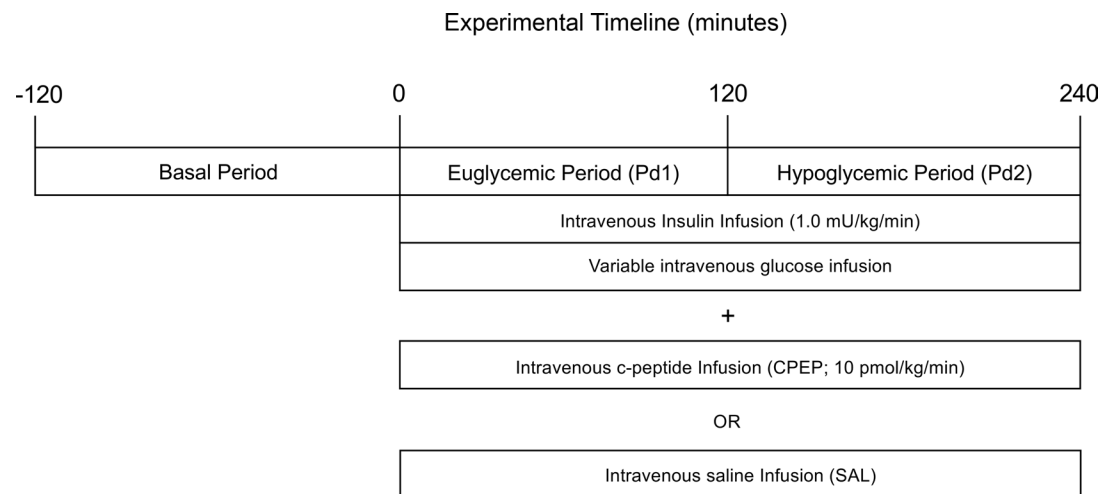 Experimental Timeline (minutes)
-120 0 120 240
Basal Period Euglycemic Period (Pd1) Hypoglycemic Period (Pd2)
Intravenous Insulin Infusion (1.0 mU/kg/min)
Variable intravenous glucose infusion
+
Intravenous c-peptide Infusion (CPEP; 10 pmol/kg/min)
OR
Intravenous saline Infusion (SAL)